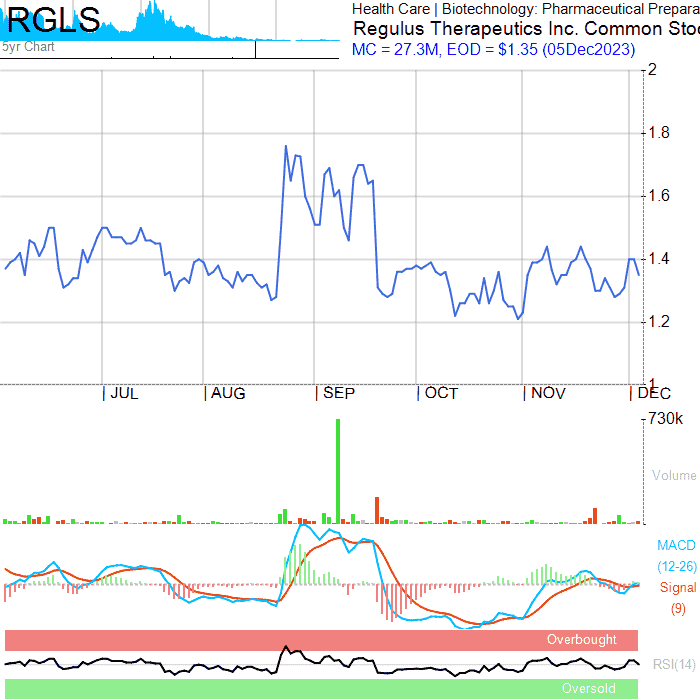 RGLS
Health Care | Biotechnology: Pharmaceutical Prepara
Regulus Therapeutics Inc. Common Stoc
5yr Chart
MC = 27.3M, EOD = $1.35 (05Dec2023)
2
1.8
1.6
1.4
1.2
1
| JUL | AUG | SEP | OCT | NOV | DEC
730k
Volume
MACD
(12-26)
Signal
(9)
Overbought
RSI(14)
Oversold